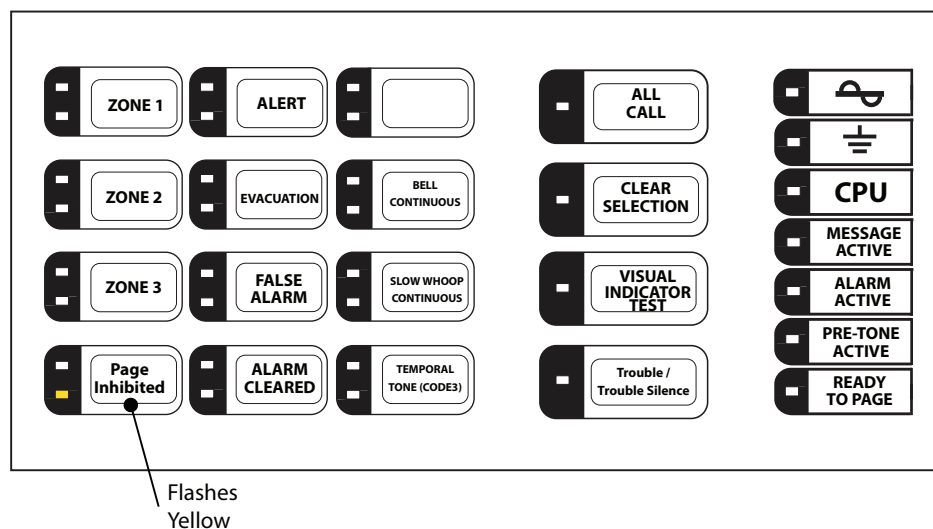 ZONE 1
ALERT
ZONE 2
EVACUATION
BELL
CONTINUOUS
ZONE 3
FALSE
ALARM
SLOW WHOOP
CONTINUOUS
Page
Inhibited
ALARM
CLEARED
TEMPORAL
TONE (CODE3)
ALL
CALL
CLEAR
SELECTION
VISUAL
INDICATOR
TEST
Trouble /
Trouble Silence
CPU
MESSAGE
ACTIVE
ALARM
ACTIVE
PRE-TONE
ACTIVE
READY
TO PAGE
Flashes
Yellow